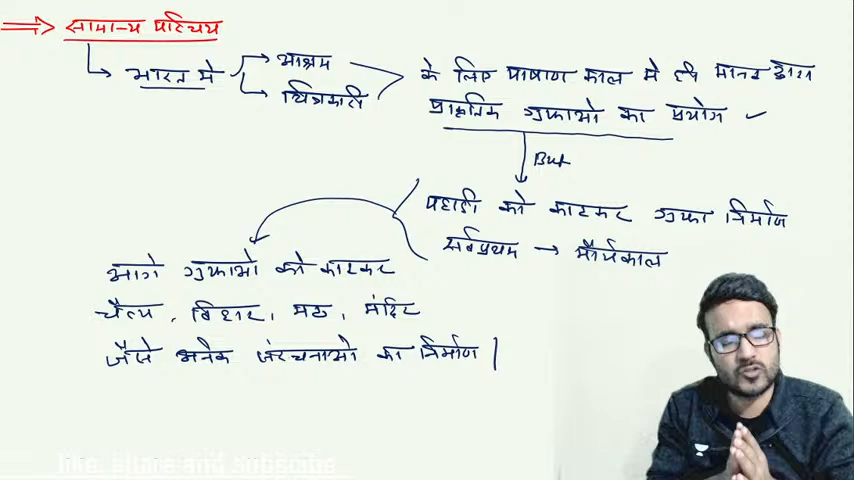 सामान्य परिचय
भारत में
आश्रय
चित्रकारी
के लिए पाषाण काल मे ही मानव द्वारा
प्राकृतिक गुफाओ का प्रयोग
But
पहाडी को काटकर गुफा निर्माण
सर्वप्रथम → मौर्यकाल
आगे गुफाओ को काटकर
चैत्य, विहार, मठ, मंदिर
जैसे अनेक संरचनाओ का निर्माण |
like, share and subscribe